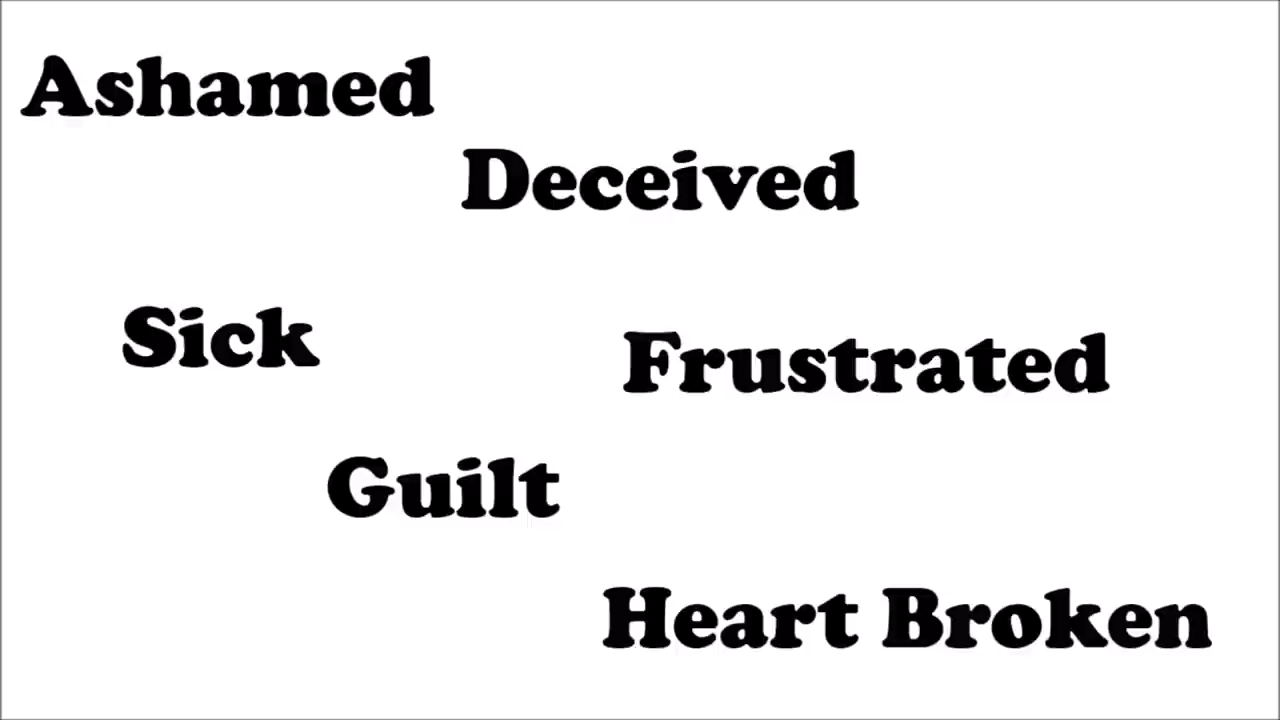 Ashamed
Deceived
Sick
Frustrated
Guilt
Heart Broken